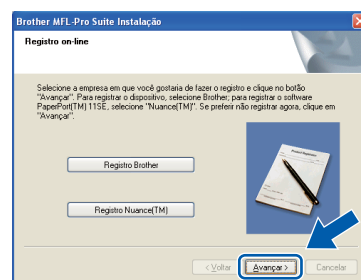 Brother MFL-Pro Suite Instalação
Registro on-line
Selecione a empresa em que você gostaria de fazer o registro e clique no botão
"Avançar". Para registrar o dispositivo, selecione Brother; para registrar o software
PaperPort(TM) 11SE, selecione "Nuance(TM)". Se preferir não registrar agora, clique em
"Avançar".
Registro Brother
Registro Nuance(TM)
< Voltar
Avançar >
Cancelar